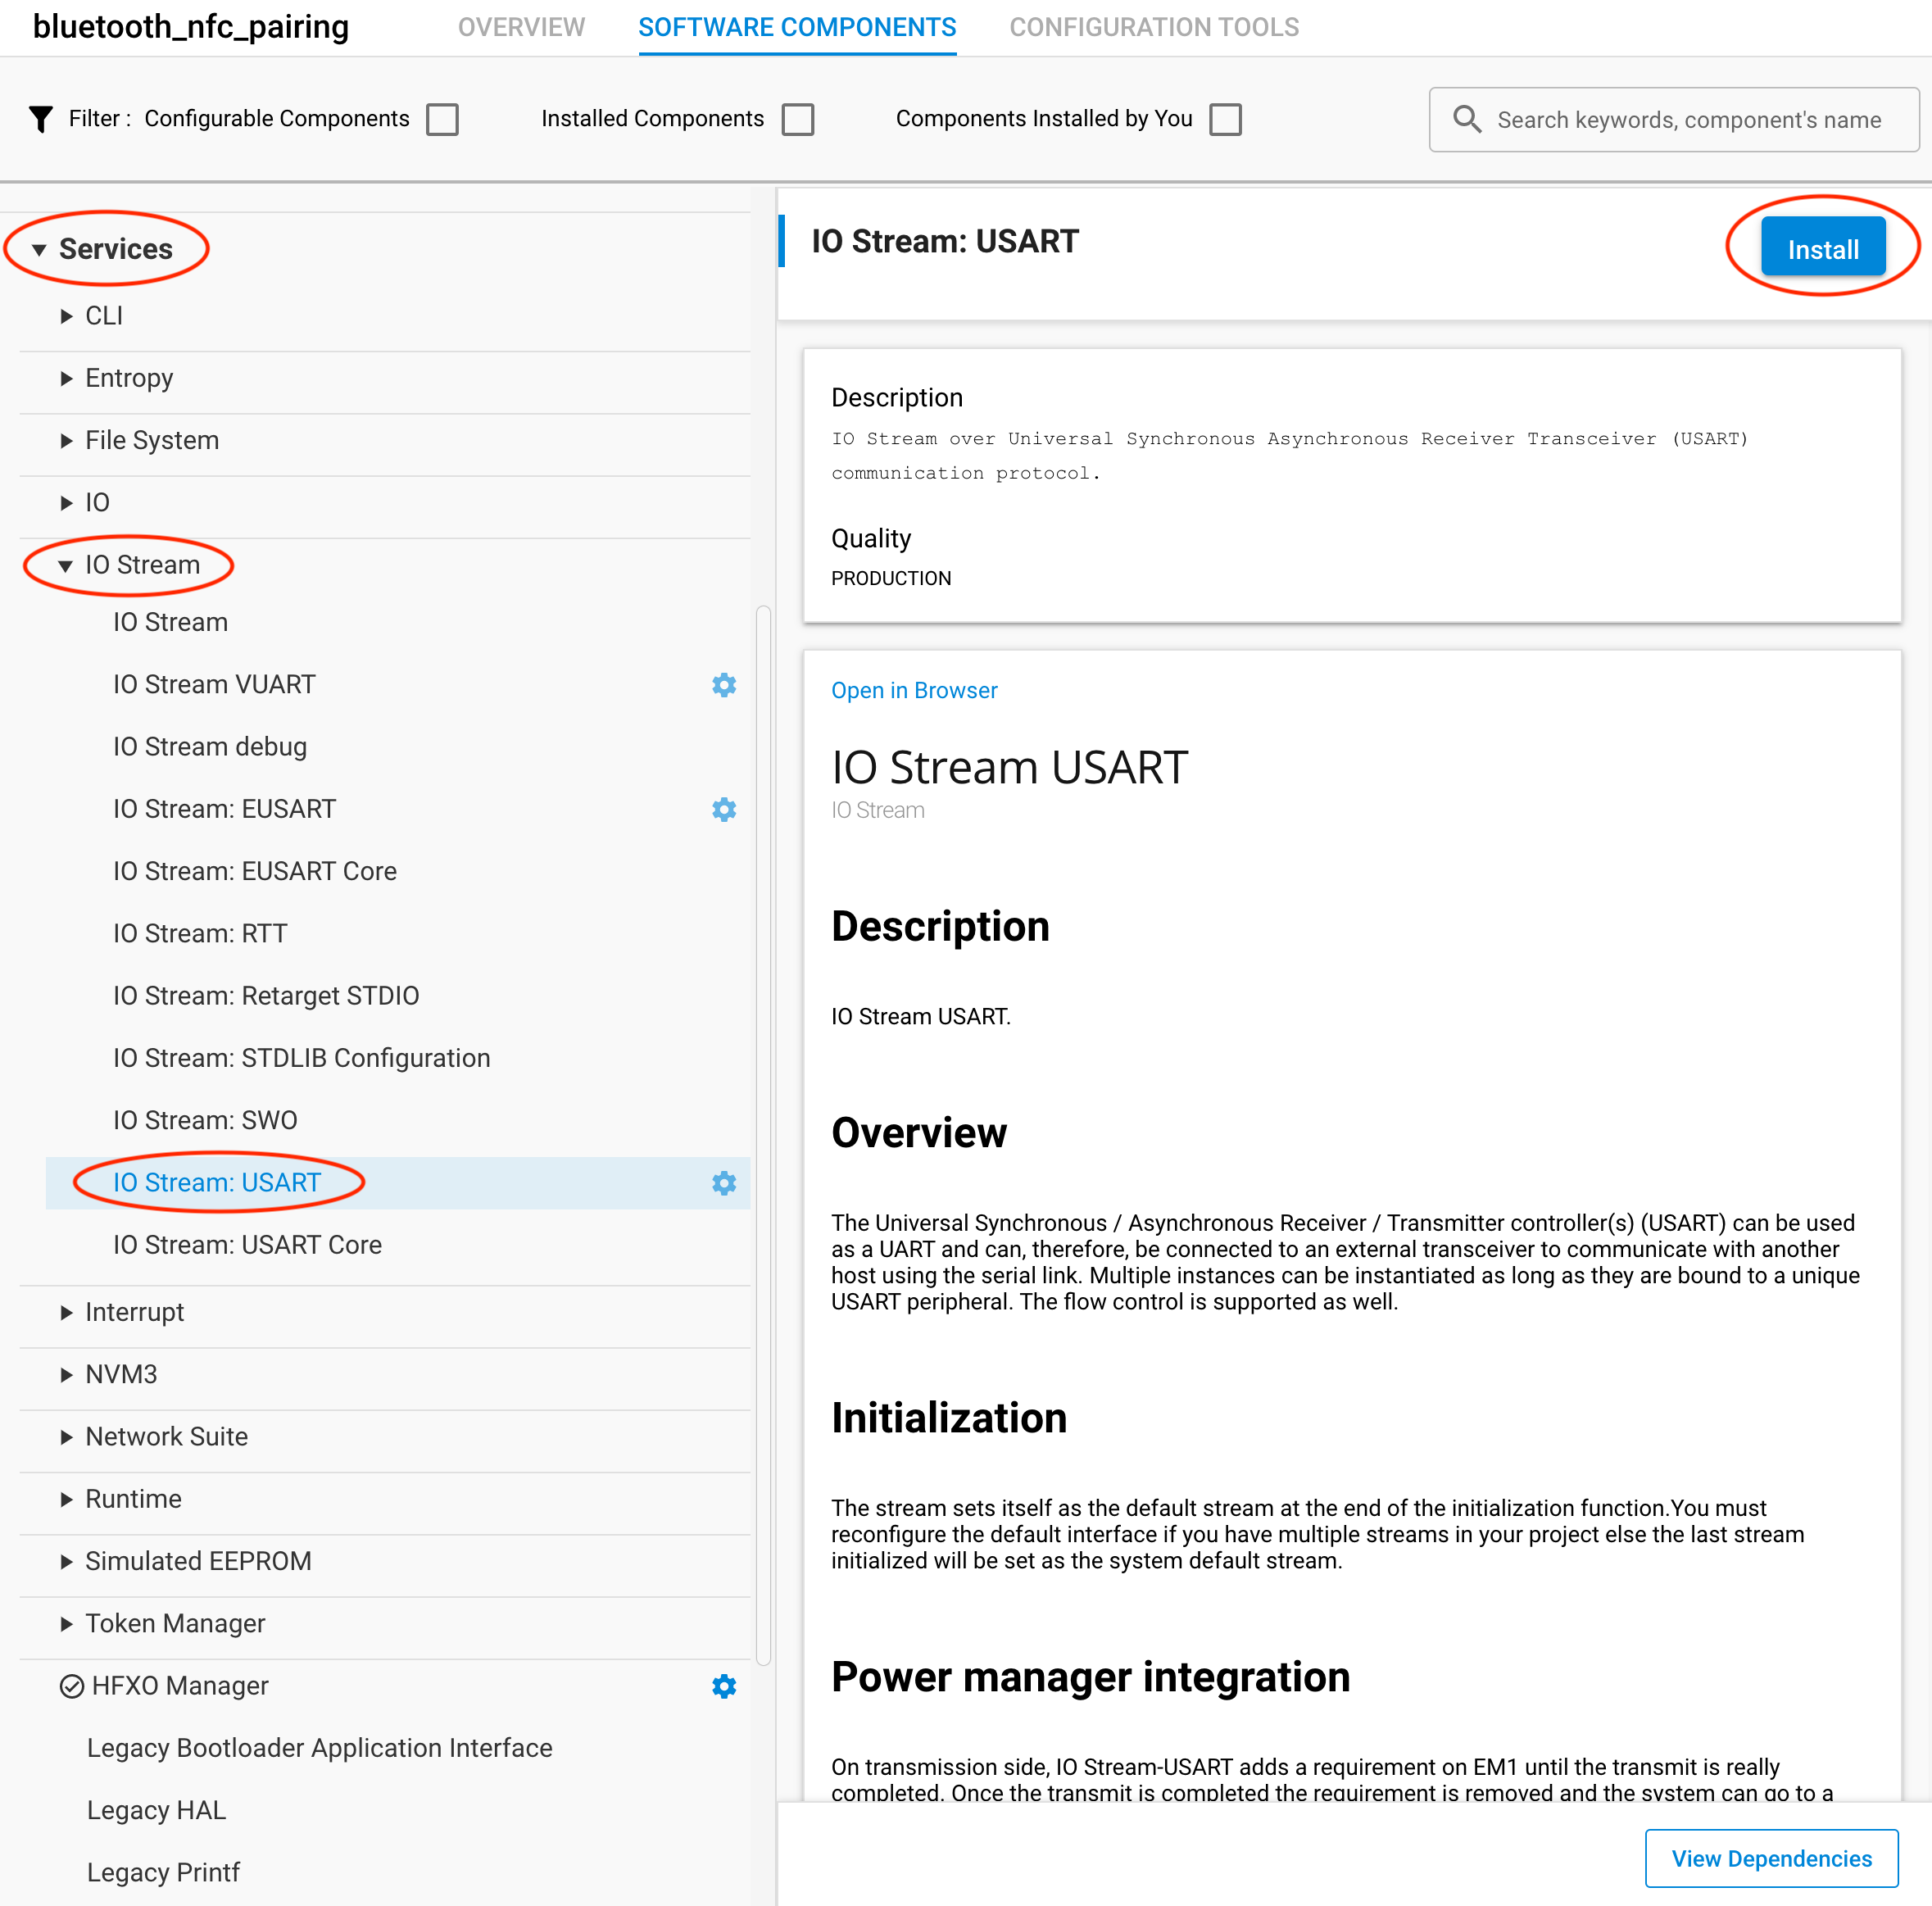 bluetooth_nfc_pairing
OVERVIEW
SOFTWARE COMPONENTS
CONFIGURATION TOOLS
Filter :
Configurable Components
Installed Components
Components Installed by You
Search keywords, component's name
Services
CLI
Entropy
File System
IO
IO Stream
IO Stream
IO Stream VUART
IO Stream debug
IO Stream: EUSART
IO Stream: EUSART Core
IO Stream: RTT
IO Stream: Retarget STDIO
IO Stream: STDLIB Configuration
IO Stream: SWO
IO Stream: USART
IO Stream: USART Core
Interrupt
NVM3
Network Suite
Runtime
Simulated EEPROM
Token Manager
HFXO Manager
Legacy Bootloader Application Interface
Legacy HAL
Legacy Printf
IO Stream: USART
Install
Description
IO Stream over Universal Synchronous Asynchronous Receiver Transceiver (USART)
communication protocol.
Quality
PRODUCTION
Open in Browser
IO Stream USART
IO Stream
Description
IO Stream USART.
Overview
The Universal Synchronous / Asynchronous Receiver / Transmitter controller(s) (USART) can be used
as a UART and can, therefore, be connected to an external transceiver to communicate with another
host using the serial link. Multiple instances can be instantiated as long as they are bound to a unique
USART peripheral. The flow control is supported as well.
Initialization
The stream sets itself as the default stream at the end of the initialization function.You must
reconfigure the default interface if you have multiple streams in your project else the last stream
initialized will be set as the system default stream.
Power manager integration
On transmission side, IO Stream-USART adds a requirement on EM1 until the transmit is really
completed. Once the transmit is completed the requirement is removed and the system can go to a
View Dependencies